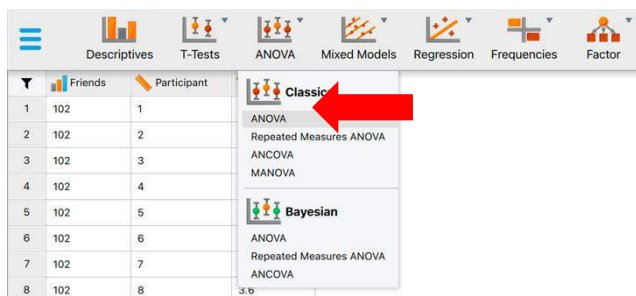 Descriptives T-Tests ANOVA Mixed Models Regression Frequencies Factor
Friends Participant
Classic
ANOVA
Repeated Measures ANOVA
ANCOVA
MANOVA
Bayesian
ANOVA
Repeated Measures ANOVA
ANCOVA
1 102 1
2 102 2
3 102 3
4 102 4
5 102 5
6 102 6
7 102 7
8 102 8 3.6